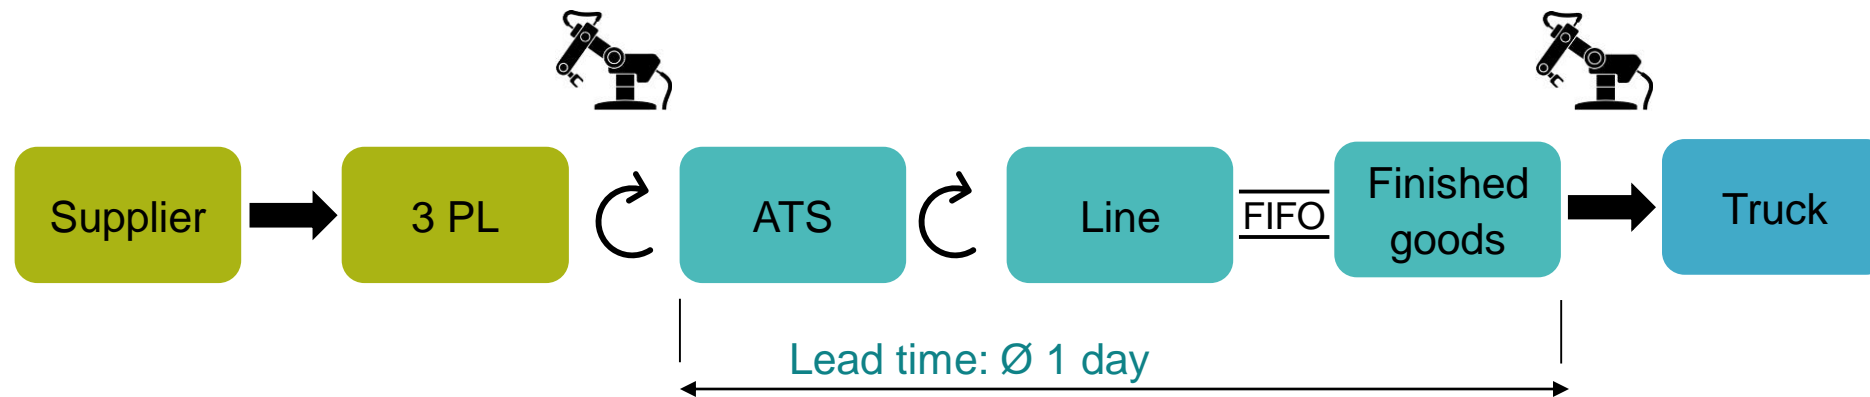 Supplier
3 PL
ATS
Line
FIFO
Finished
goods
Truck
Lead time: Ø 1 day